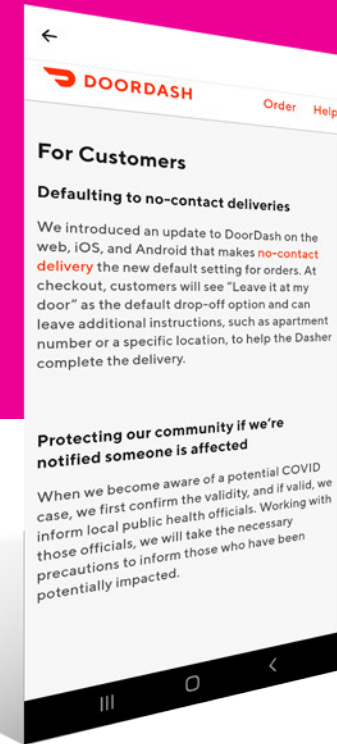 DOORDASH
Order Help
For Customers
Defaulting to no-contact deliveries
We introduced an update to DoorDash on the
web, iOS, and Android that makes no-contact
delivery the new default setting for orders. At
checkout, customers will see "Leave it at my
door" as the default drop-off option and can
leave additional instructions, such as apartment
number or a specific location, to help the Dasher
complete the delivery.
Protecting our community if we're
notified someone is affected
When we become aware of a potential COVID
case, we first confirm the validity, and if valid, we
inform local public health officials. Working with
those officials, we will take the necessary
precautions to inform those who have been
potentially impacted.